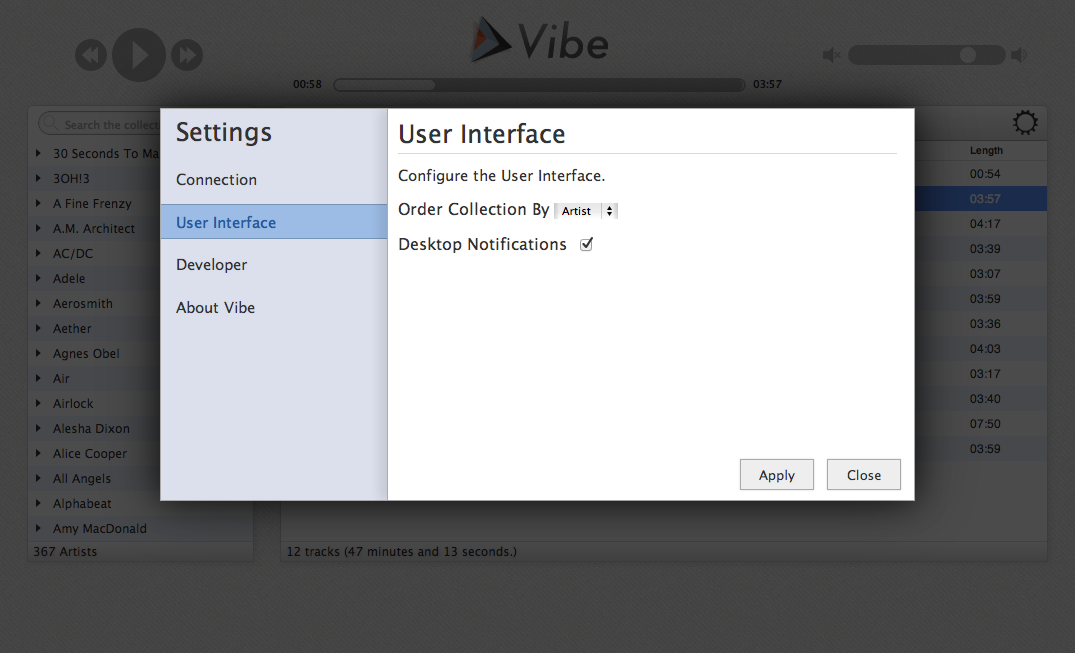 Vibe
00:58
03:57
Search the collect
Settings
Connection
User Interface
Developer
About Vibe
User Interface
Configure the User Interface.
Order Collection By Artist
Desktop Notifications
Apply Close
30 Seconds To Ma
3OH!3
A Fine Frenzy
A.M. Architect
AC/DC
Adele
Aerosmith
Aether
Agnes Obel
Air
Airlock
Alesha Dixon
Alice Cooper
All Angels
Alphabeat
Amy MacDonald
367 Artists
Length
00:54
03:57
04:17
03:39
03:07
03:59
03:36
04:03
03:17
03:40
07:50
03:59
12 tracks (47 minutes and 13 seconds.)